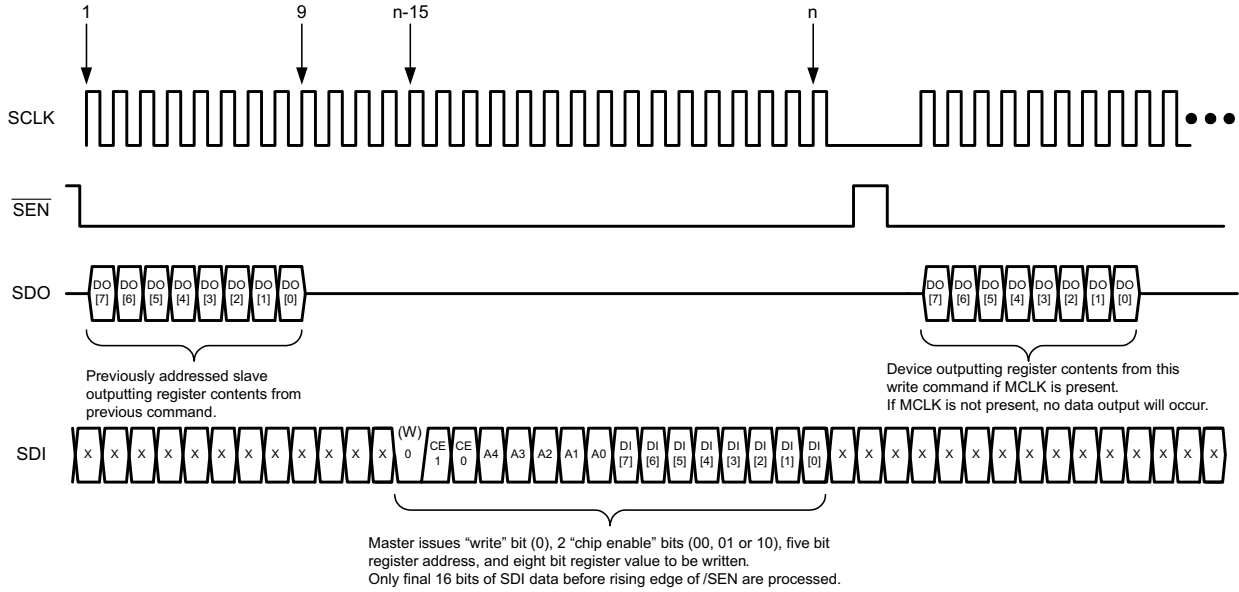 1 9 n-15 n
SCLK
SEN
SDO
DO DO DO DO DO DO DO DO DO DO DO DO DO DO DO DO
[7] [6] [5] [4] [3] [2] [1] [0] [7] [6] [5] [4] [3] [2] [1] [0]
Previously addressed slave
outputting register contents from
previous command.
Device outputting register contents from this
write command if MCLK is present.
If MCLK is not present, no data output will occur.
SDI
X X X X X X X X X X X X (W) 0 CE 1 CE 0 A4 A3 A2 A1 A0 DI [7] DI [6] DI [5] DI [4] DI [3] DI [2] DI [1] DI [0] X X X X X X X X X X X X X X X
Master issues “write” bit (0), 2 “chip enable” bits (00, 01 or 10), five bit
register address, and eight bit register value to be written.
Only final 16 bits of SDI data before rising edge of /SEN are processed.